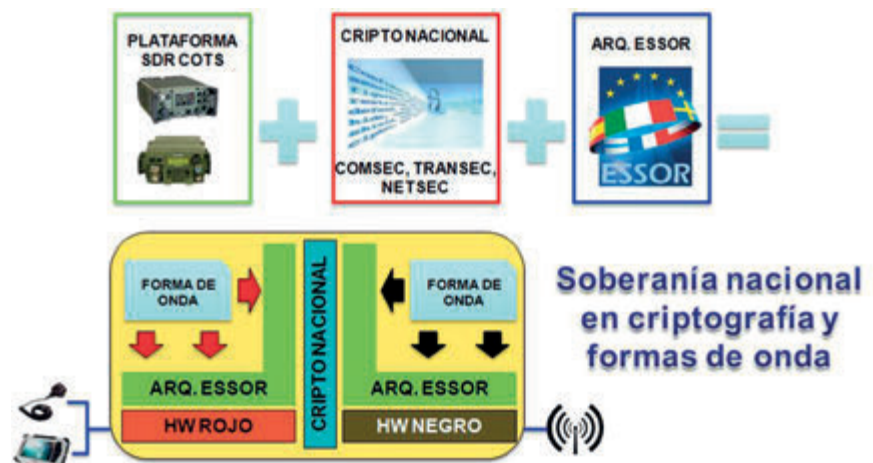 PLATAFORMA
SDR COTS
CRIPTO NACIONAL
COMSEC, TRANSEC,
NETSEC
ARQ. ESSOR
ESSOR
FORMA DE
ONDA
ARQ. ESSOR
HW ROJO
CRIPTO NACIONAL
FORMA DE
ONDA
ARQ. ESSOR
HW NEGRO
Soberanía nacional
en criptografía y
formas de onda